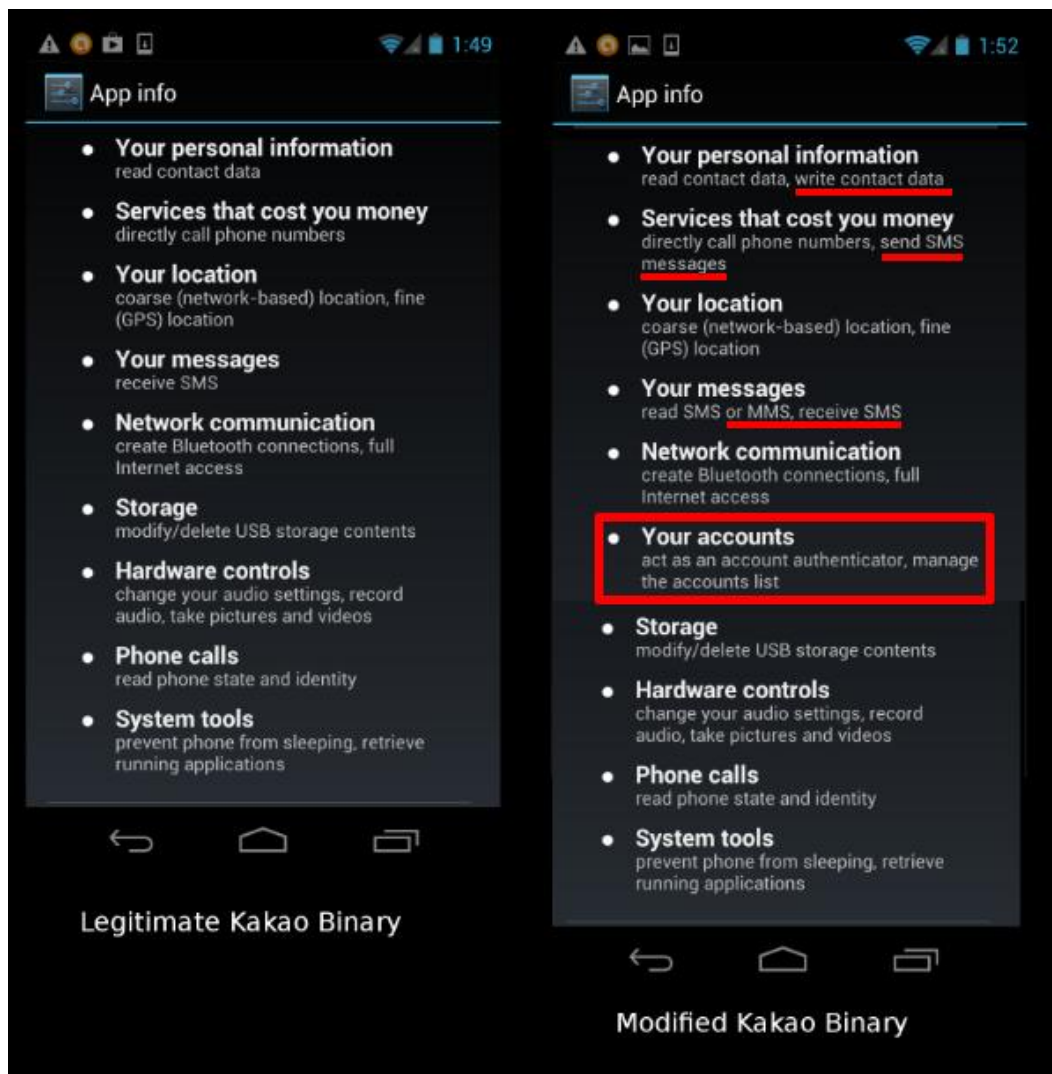 1:49
App info
Your personal information
read contact data
Services that cost you money
directly call phone numbers
Your location
coarse (network-based) location, fine
(GPS) location
Your messages
receive SMS
Network communication
create Bluetooth connections, full
Internet access
Storage
modify/delete USB storage contents
Hardware controls
change your audio settings, record
audio, take pictures and videos
Phone calls
read phone state and identity
System tools
prevent phone from sleeping, retrieve
running applications
Legitimate Kakao Binary
1:52
App info
Your personal information
read contact data, write contact data
Services that cost you money
directly call phone numbers, send SMS
messages
Your location
coarse (network-based) location, fine
(GPS) location
Your messages
read SMS or MMS, receive SMS
Network communication
create Bluetooth connections, full
Internet access
Your accounts
act as an account authenticator, manage
the accounts list
Storage
modify/delete USB storage contents
Hardware controls
change your audio settings, record
audio, take pictures and videos
Phone calls
read phone state and identity
System tools
prevent phone from sleeping, retrieve
running applications
Modified Kakao Binary